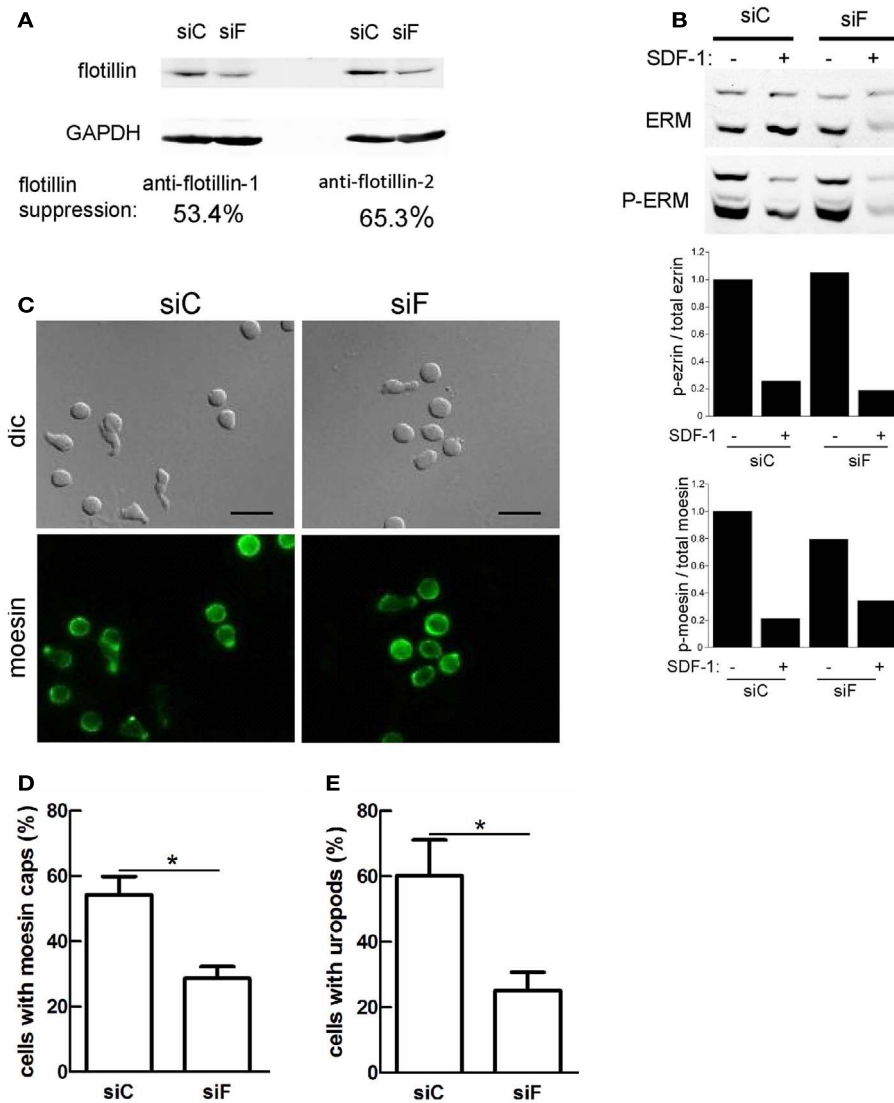 A
siC siF siC siF
flotillin
GAPDH
flotillin suppression:
anti-flotillin-1 anti-flotillin-2
53.4% 65.3%
B
siC siF
SDF-1: - + - +
ERM
P-ERM
p-ezrin / total ezrin
1.2
1.0
0.8
0.6
0.4
0.2
0
SDF-1 - + - +
siC siF
p-moesin / total moesin
1.2
1.0
0.8
0.6
0.4
0.2
0
SDF-1: - + - +
siC siF
C
siC siF
dic
moesin
D
cells with moesin caps (%)
80
60
40
20
0
*
siC siF
E
cells with uropods (%)
80
60
40
20
0
*
siC siF